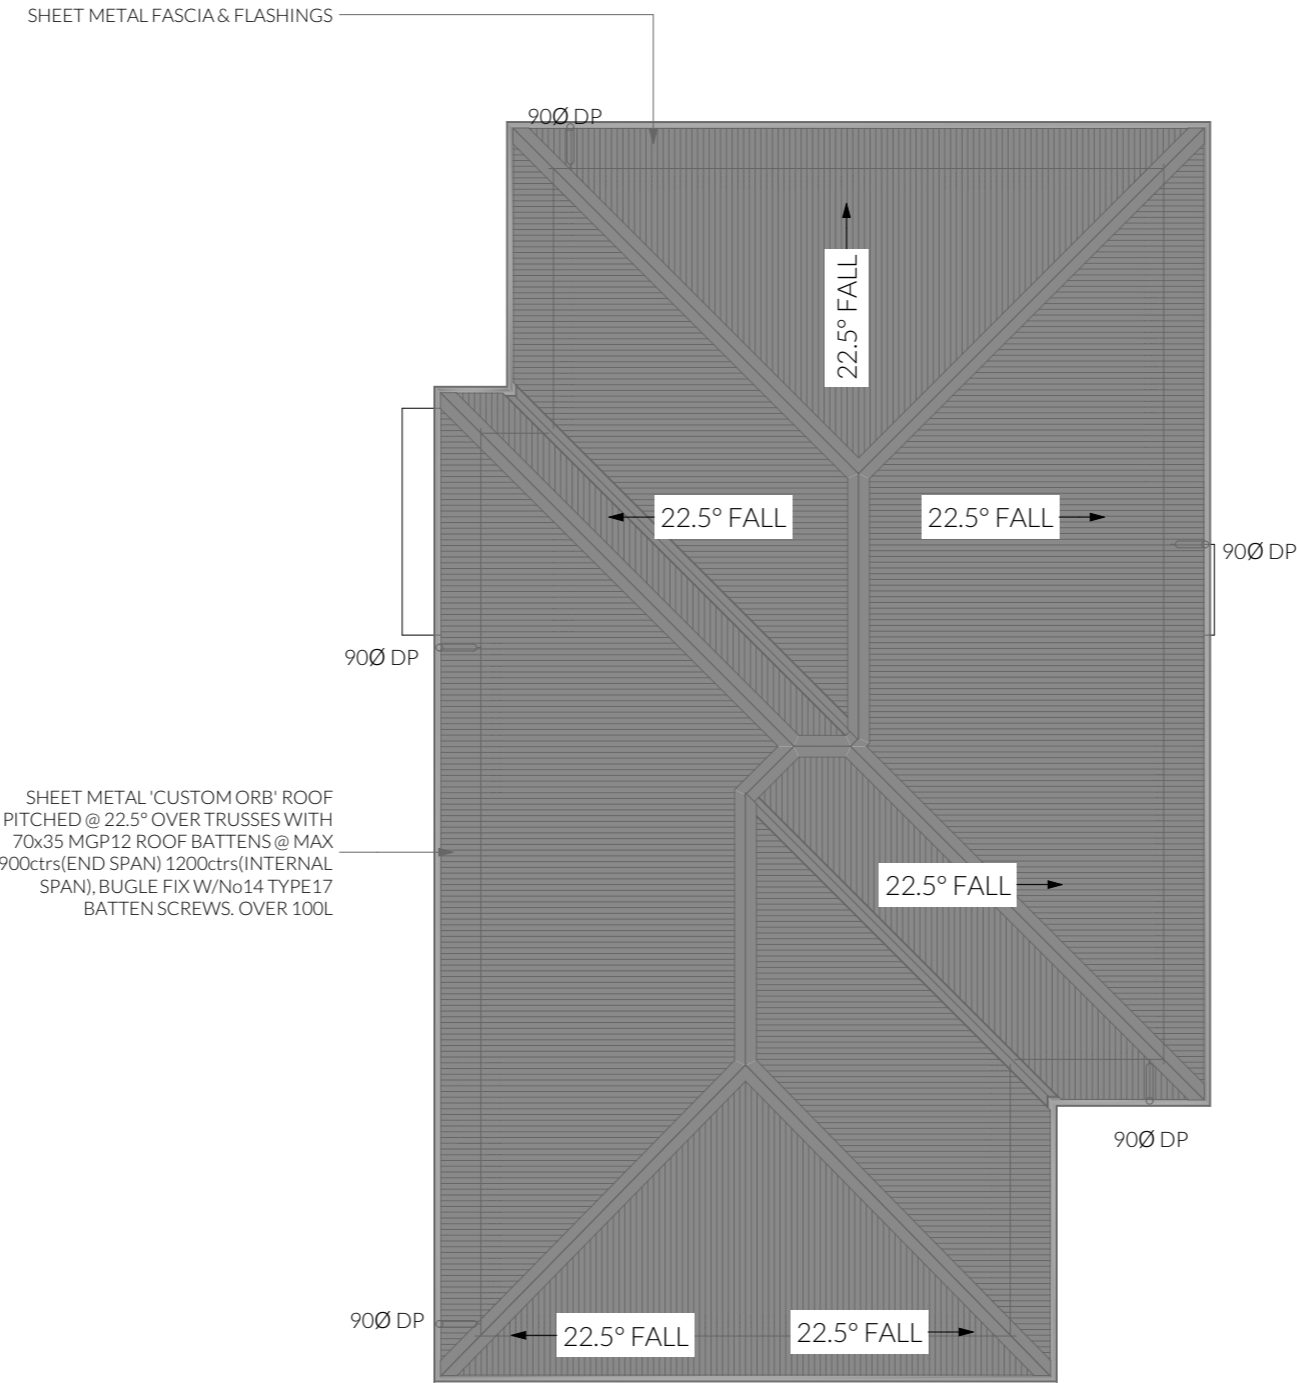 SHEET METAL FASCIA & FLASHINGS
90Ø DP
22.5° FALL
22.5° FALL
22.5° FALL
90Ø DP
90Ø DP
SHEET METAL 'CUSTOM ORB' ROOF
PITCHED @ 22.5° OVER TRUSSES WITH
70x35 MGP12 ROOF BATTENS @ MAX
900ctrs(END SPAN) 1200ctrs(INTERNAL
SPAN), BUGLE FIX W/No14 TYPE17
BATTEN SCREWS. OVER 100L
22.5° FALL
90Ø DP
90Ø DP
22.5° FALL
22.5° FALL